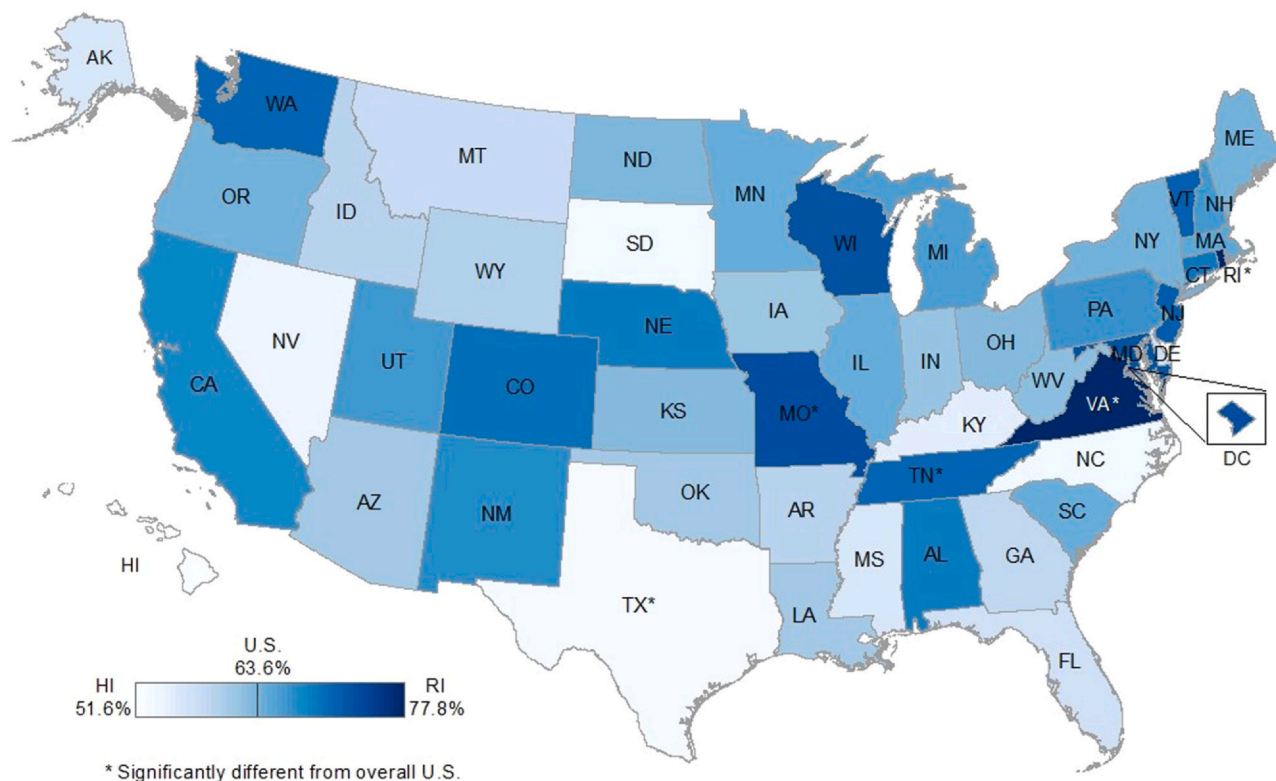 AK
WA
MT
ND
MN
ME
OR
ID
SD
WI
MI
VT
NH
NY
MA
CT
RI*
WY
NE
IA
PA
NJ
NV
UT
CO
IL
IN
OH
MD
DE
CA
KS
MO*
WV
VA*
KY
DC
AZ
NM
OK
AR
TN*
NC
SC
HI
TX*
LA
MS
AL
GA
FL
U.S.
63.6%
HI
51.6%
RI
77.8%
* Significantly different from overall U.S.